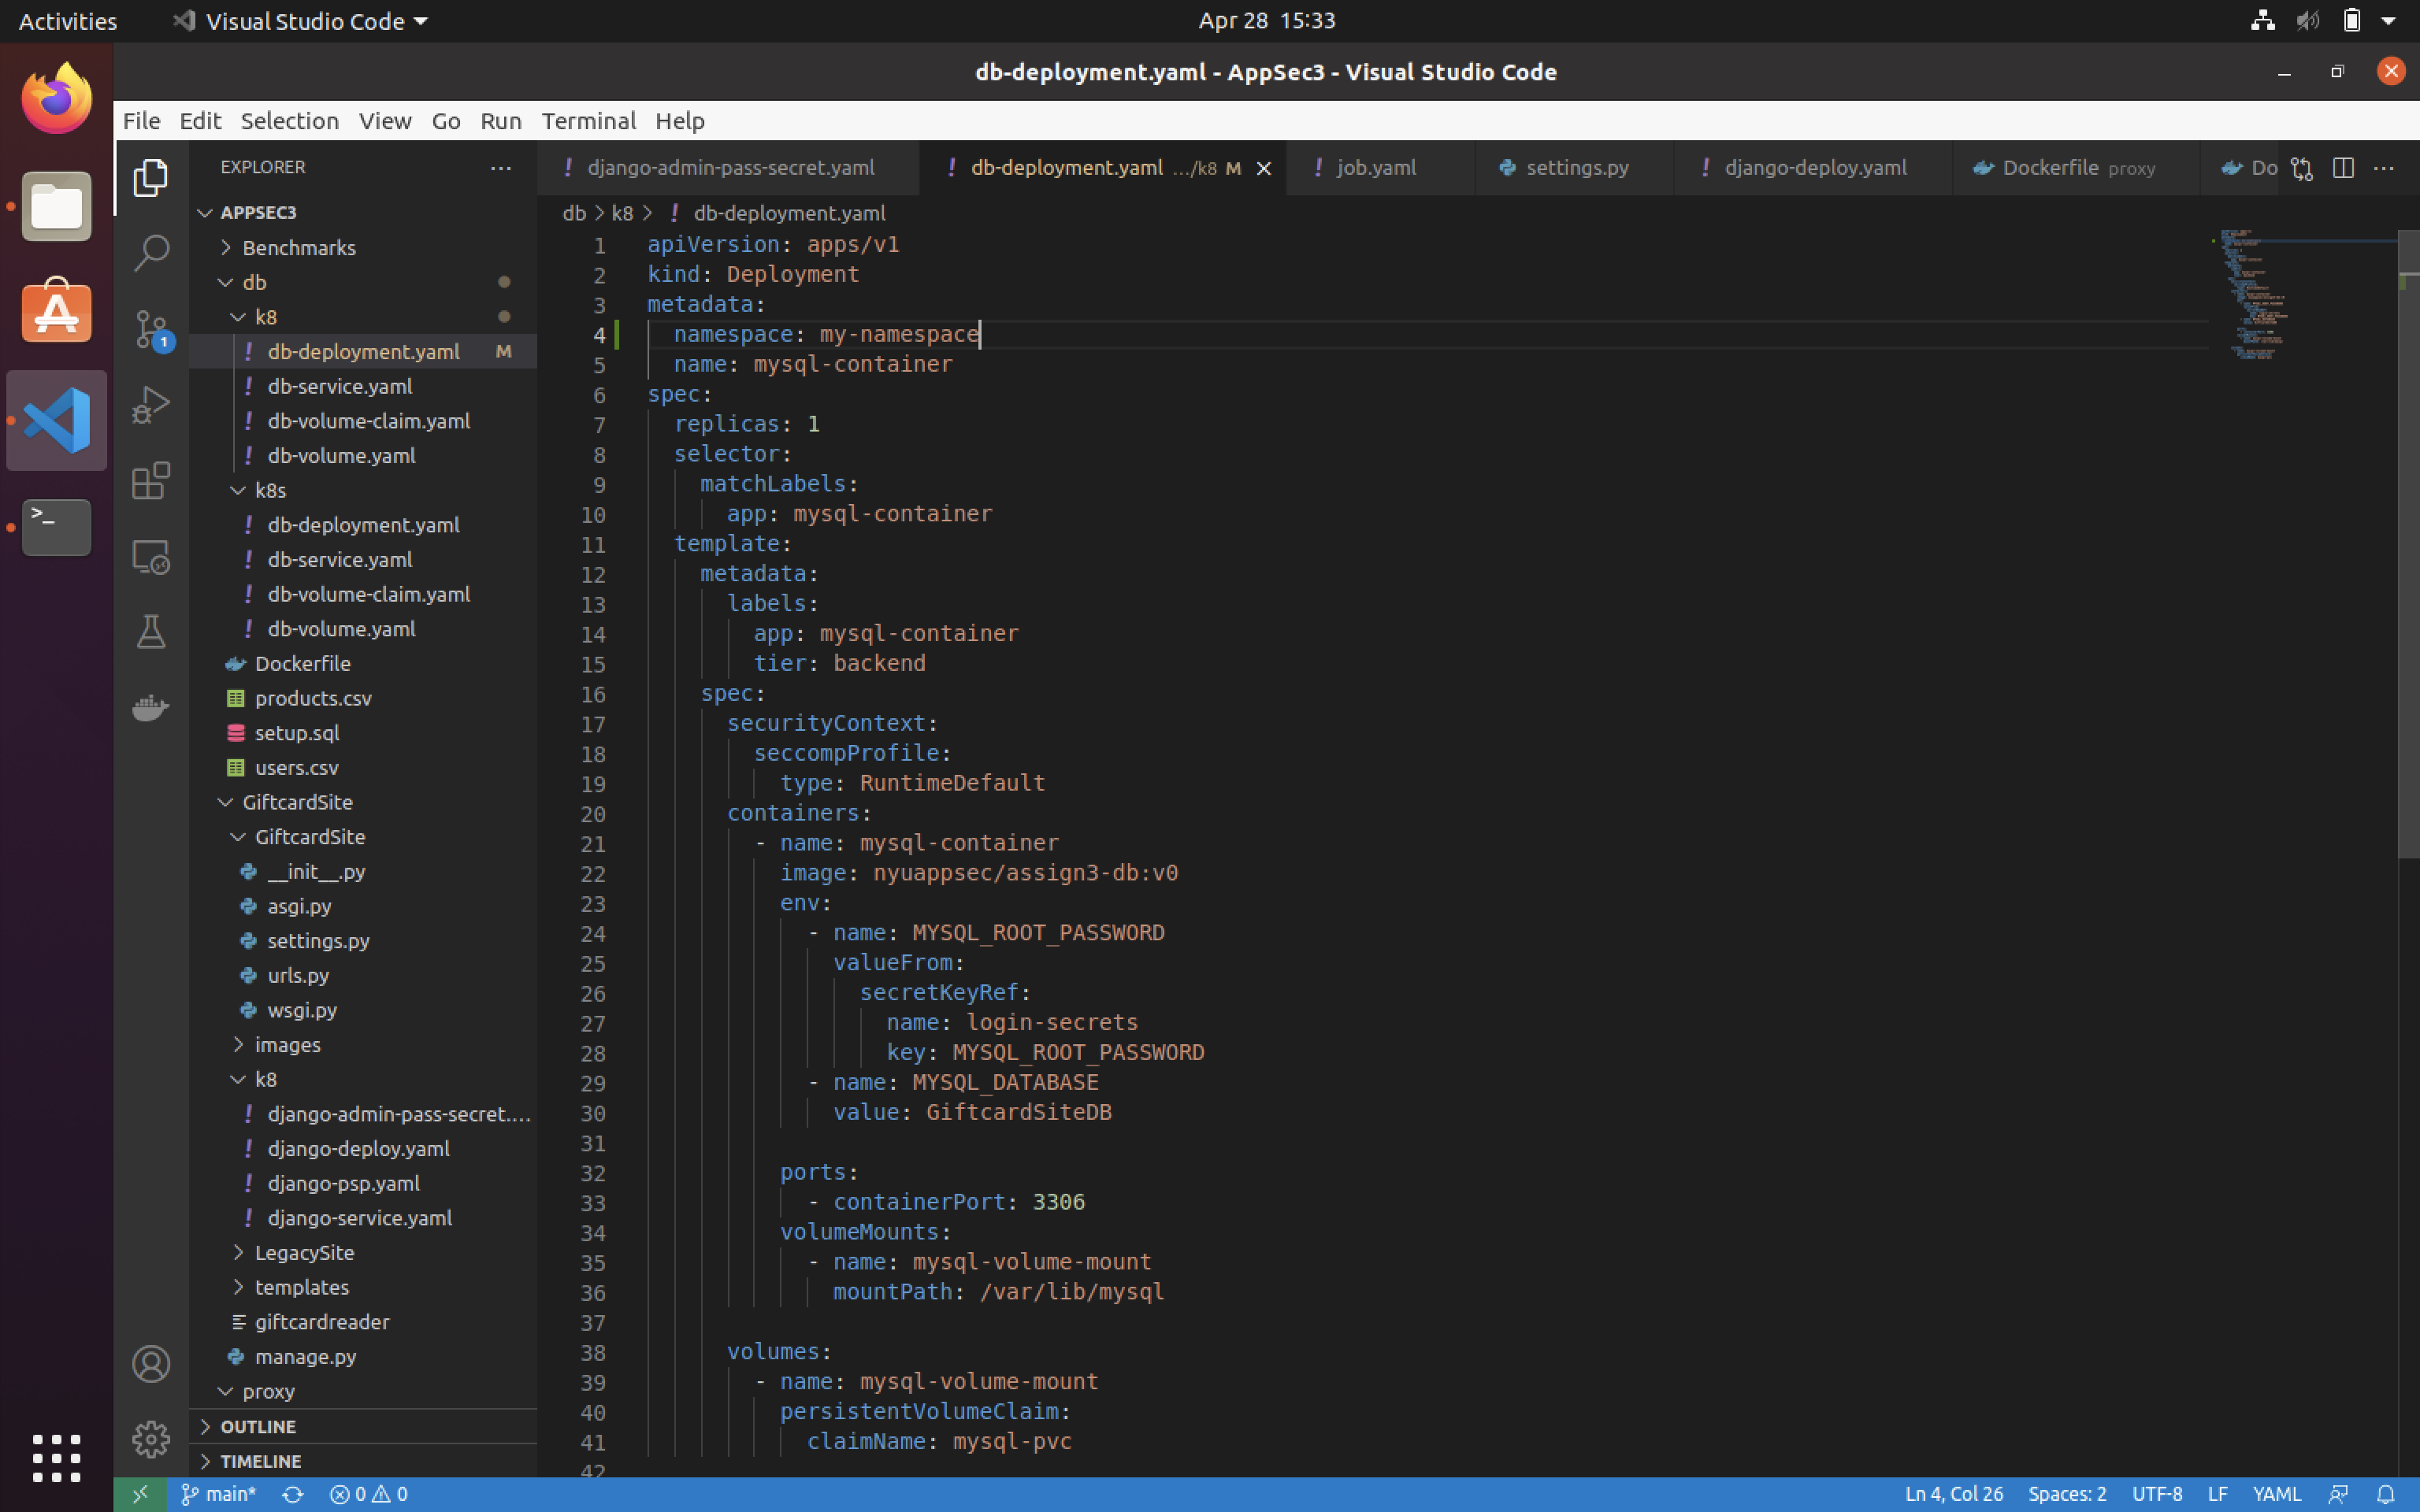 Activities Visual Studio Code Apr 28 15:33
db-deployment.yaml - AppSec3 - Visual Studio Code
File Edit Selection View Go Run Terminal Help
EXPLORER
APPSEC3
Benchmarks
db
k8
db-deployment.yaml M
db-service.yaml
db-volume-claim.yaml
db-volume.yaml
k8s
db-deployment.yaml
db-service.yaml
db-volume-claim.yaml
db-volume.yaml
Dockerfile
products.csv
setup.sql
users.csv
GiftcardSite
GiftcardSite
__init__.py
asgi.py
settings.py
urls.py
wsgi.py
images
k8
django-admin-pass-secret....
django-deploy.yaml
django-psp.yaml
django-service.yaml
LegacySite
templates
giftcardreader
manage.py
proxy
OUTLINE
TIMELINE
1
django-admin-pass-secret.yaml db-deployment.yaml .../k8 M job.yaml settings.py django-deploy.yaml Dockerfile proxy Do
db > k8 > db-deployment.yaml
1 apiVersion: apps/v1
2 kind: Deployment
3 metadata:
4 namespace: my-namespace
5 name: mysql-container
6 spec:
7 replicas: 1
8 selector:
9 matchLabels:
10 app: mysql-container
11 template:
12 metadata:
13 labels:
14 app: mysql-container
15 tier: backend
16 spec:
17 securityContext:
18 seccompProfile:
19 type: RuntimeDefault
20 containers:
21 - name: mysql-container
22 image: nyuappsec/assign3-db:v0
23 env:
24 - name: MYSQL_ROOT_PASSWORD
25 valueFrom:
26 secretKeyRef:
27 name: login-secrets
28 key: MYSQL_ROOT_PASSWORD
29 - name: MYSQL_DATABASE
30 value: GiftcardSiteDB
31
32 ports:
33 - containerPort: 3306
34 volumeMounts:
35 - name: mysql-volume-mount
36 mountPath: /var/lib/mysql
37
38 volumes:
39 - name: mysql-volume-mount
40 persistentVolumeClaim:
41 claimName: mysql-pvc
42
main* 0 0 Ln 4, Col 26 Spaces: 2 UTF-8 LF YAML